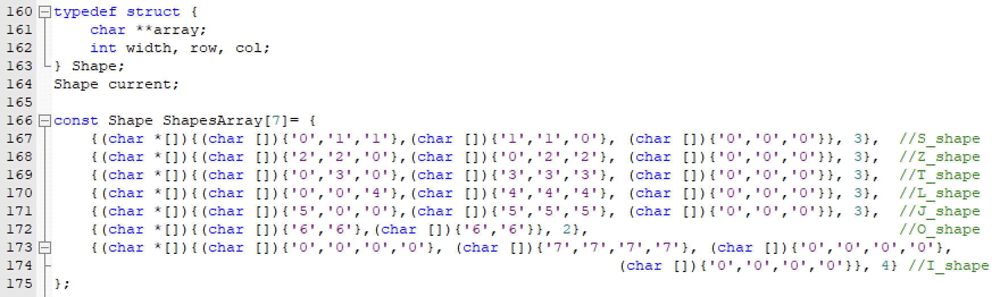 160 typedef struct {
161     char **array;
162     int width, row, col;
163 } Shape;
164 Shape current;
165
166 const Shape ShapesArray[7]= {
167     {(char *[]){(char []){'0','1','1'},(char []){'1','1','0'}, (char []){'0','0','0'}}, 3},  //S_shape
168     {(char *[]){(char []){'2','2','0'},(char []){'0','2','2'}, (char []){'0','0','0'}}, 3},  //Z_shape
169     {(char *[]){(char []){'0','3','0'},(char []){'3','3','3'}, (char []){'0','0','0'}}, 3},  //T_shape
170     {(char *[]){(char []){'0','0','4'},(char []){'4','4','4'}, (char []){'0','0','0'}}, 3},  //L_shape
171     {(char *[]){(char []){'5','0','0'},(char []){'5','5','5'}, (char []){'0','0','0'}}, 3},  //J_shape
172     {(char *[]){(char []){'6','6'},(char []){'6','6'}}, 2},                                   //O_shape
173     {(char *[]){(char []){'0','0','0','0'}, (char []){'7','7','7','7'}, (char []){'0','0','0','0'},
174                                                                (char []){'0','0','0','0'}}, 4} //I_shape
175 };